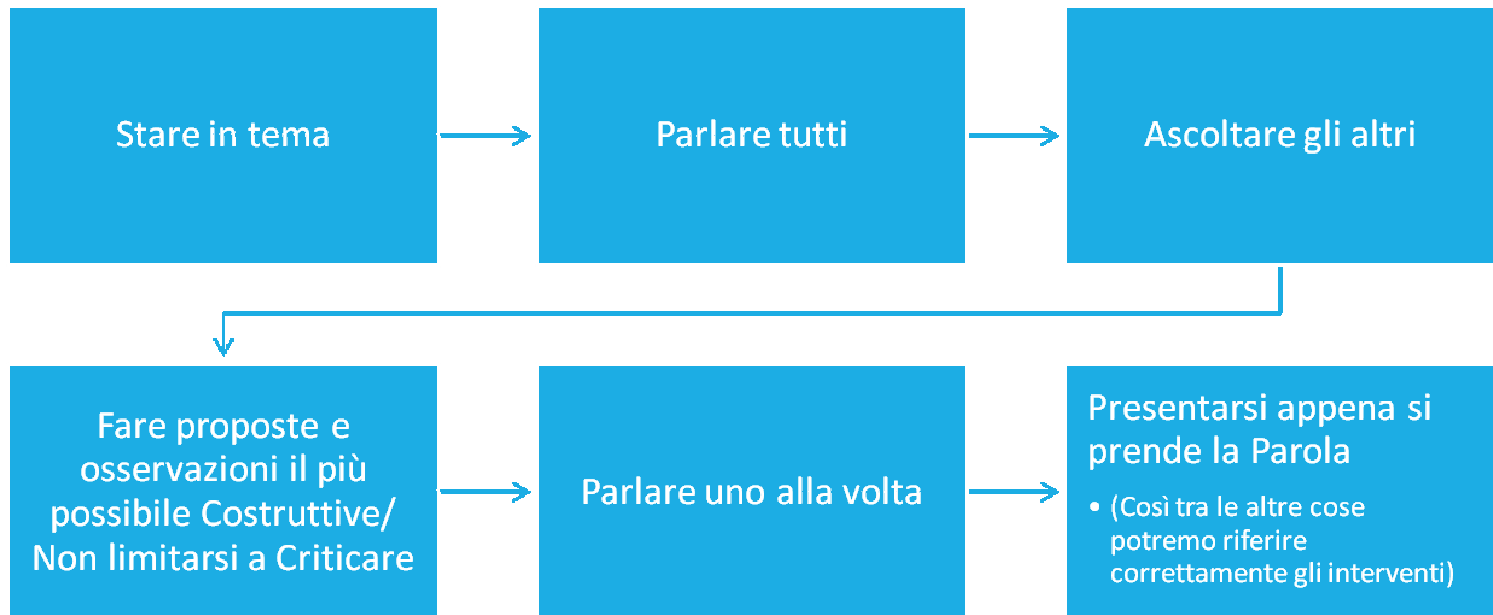 Stare in tema
Parlare tutti
Ascoltare gli altri
Fare proposte e
osservazioni il più
possibile Costruttive/
Non limitarsi a Criticare
Parlare uno alla volta
Presentarsi appena si
prende la Parola
• (Così tra le altre cose
potremo riferire
correttamente gli interventi)